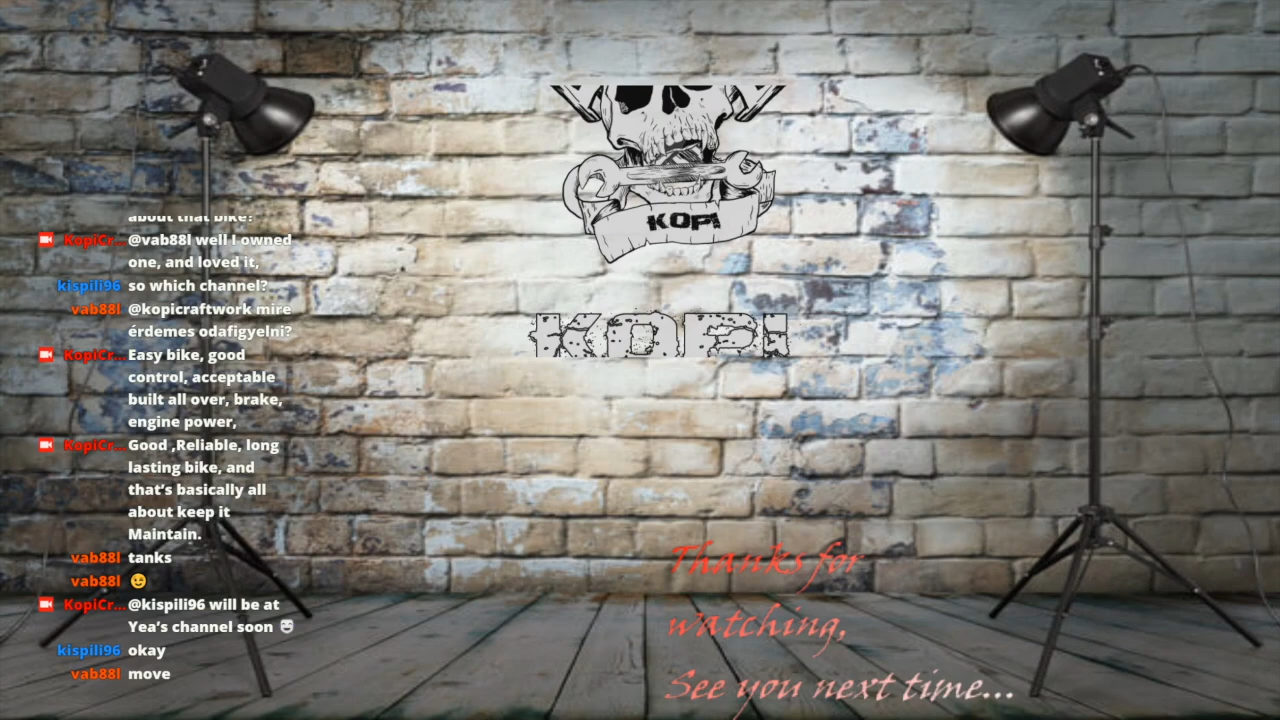 about that bike?
KopiCr... @vab88l well I owned
one, and loved it,
kispili96 so which channel?
vab88l @kopicraftwork mire
érdemes odafigyelni?
KopiCr... Easy bike, good
control, acceptable
built all over, brake,
engine power,
KopiCr... Good ,Reliable, long
lasting bike, and
that's basically all
about keep it
Maintain.
vab88l tanks
vab88l 😉
KopiCr... @kispili96 will be at
Yea's channel soon
kispili96 okay
vab88l move
KOPI
KOPI
Thanks for
watching,
See you next time...